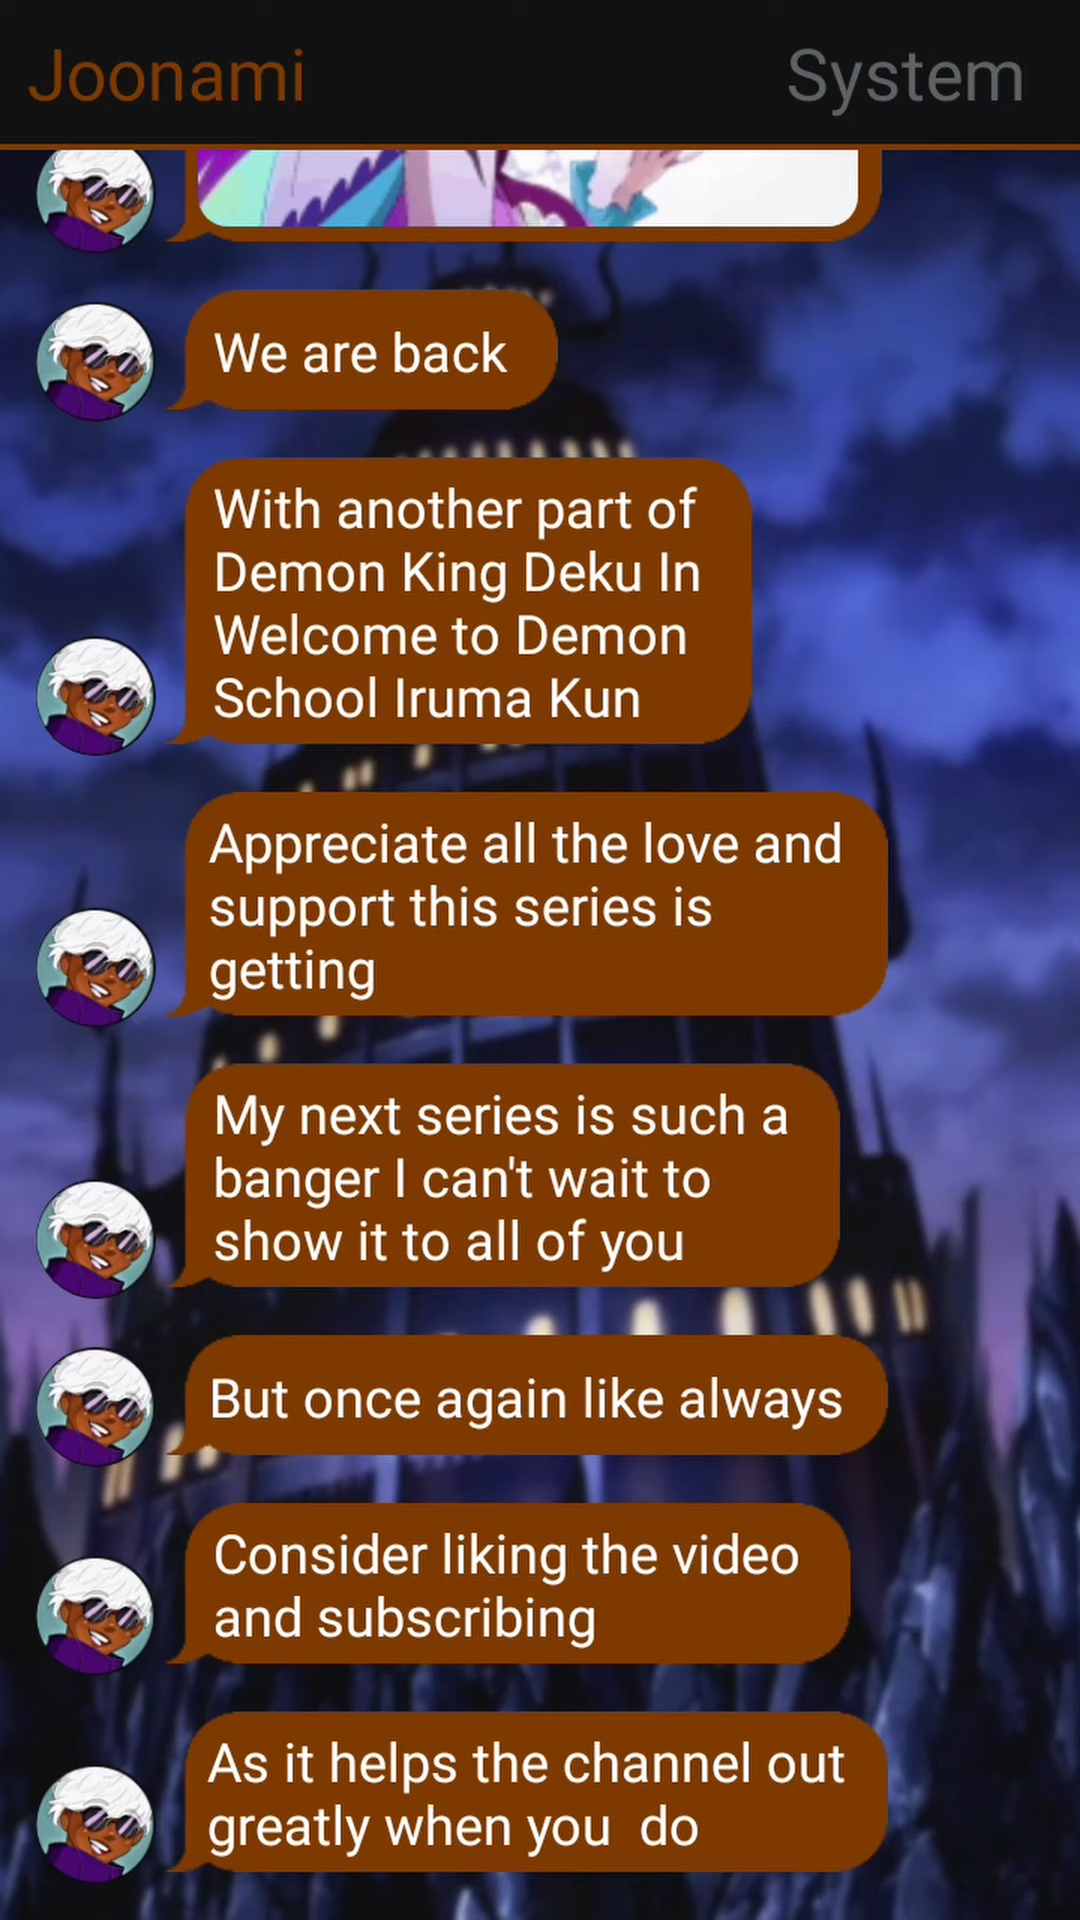 Joonami
System
We are back
With another part of
Demon King Deku In
Welcome to Demon
School Iruma Kun
Appreciate all the love and
support this series is
getting
My next series is such a
banger I can't wait to
show it to all of you
But once again like always
Consider liking the video
and subscribing
As it helps the channel out
greatly when you  do